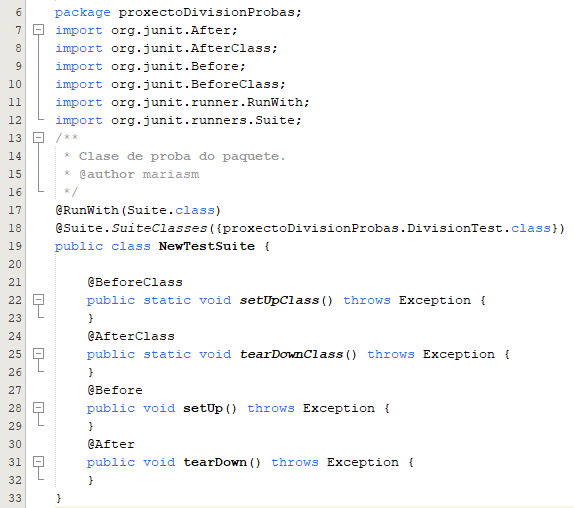 6 package proxectoDivisionProbas;
7 import org.junit.After;
8 import org.junit.AfterClass;
9 import org.junit.Before;
10 import org.junit.BeforeClass;
11 import org.junit.runner.RunWith;
12 import org.junit.runners.Suite;
13 /**
14  * Clase de proba do paquete.
15  * @author mariasm
16  */
17 @RunWith(Suite.class)
18 @Suite.SuiteClasses({proxectoDivisionProbas.DivisionTest.class})
19 public class NewTestSuite {
20
21     @BeforeClass
22     public static void setUpClass() throws Exception {
23     }
24     @AfterClass
25     public static void tearDownClass() throws Exception {
26     }
27     @Before
28     public void setUp() throws Exception {
29     }
30     @After
31     public void tearDown() throws Exception {
32     }
33 }